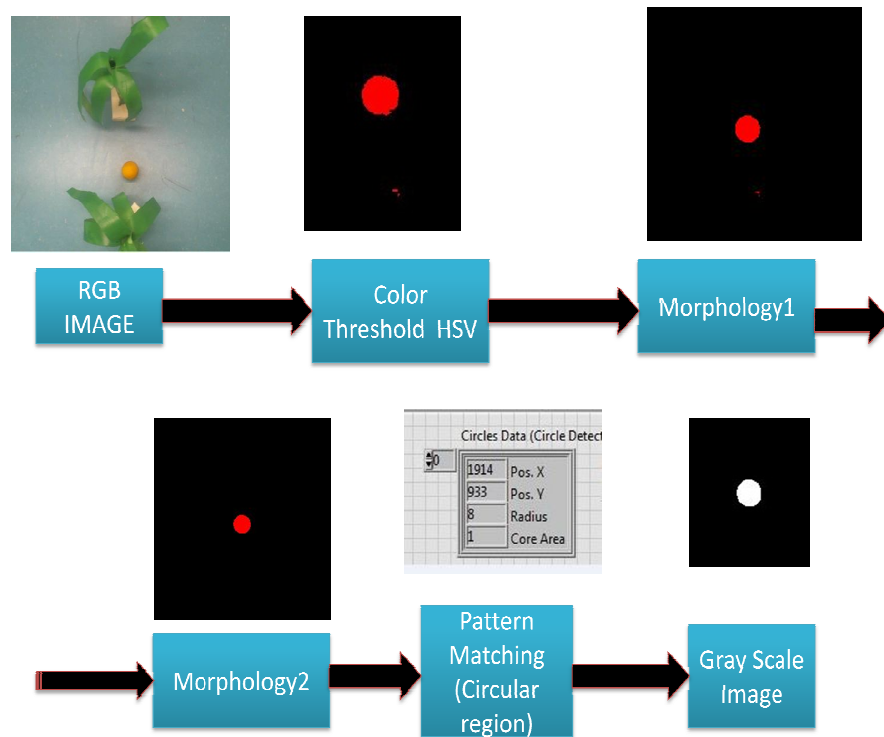 RGB
IMAGE
Color
Threshold HSV
Morphology1
Circles Data (Circle Detect
0
1914 Pos. X
933 Pos. Y
8 Radius
1 Core Area
Morphology2
Pattern
Matching
(Circular
region)
Gray Scale
Image